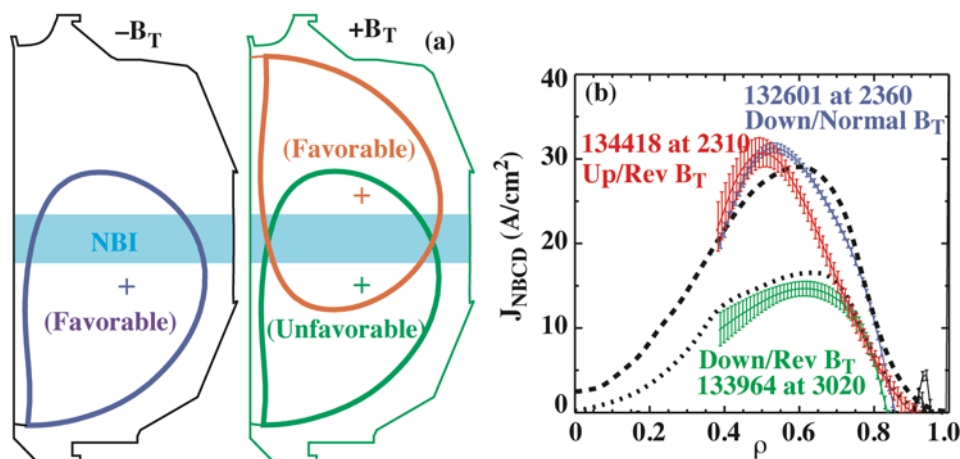 –B_T
+B_T
(a)
(Favorable)
NBI
+
+
+
(Favorable)
(Unfavorable)
(b)
132601 at 2360
Down/Normal B_T
134418 at 2310
Up/Rev B_T
Down/Rev B_T
133964 at 3020
J_NBCD (A/cm²)
40
30
20
10
0
0
0.2
0.4
0.6
0.8
1.0
ρ